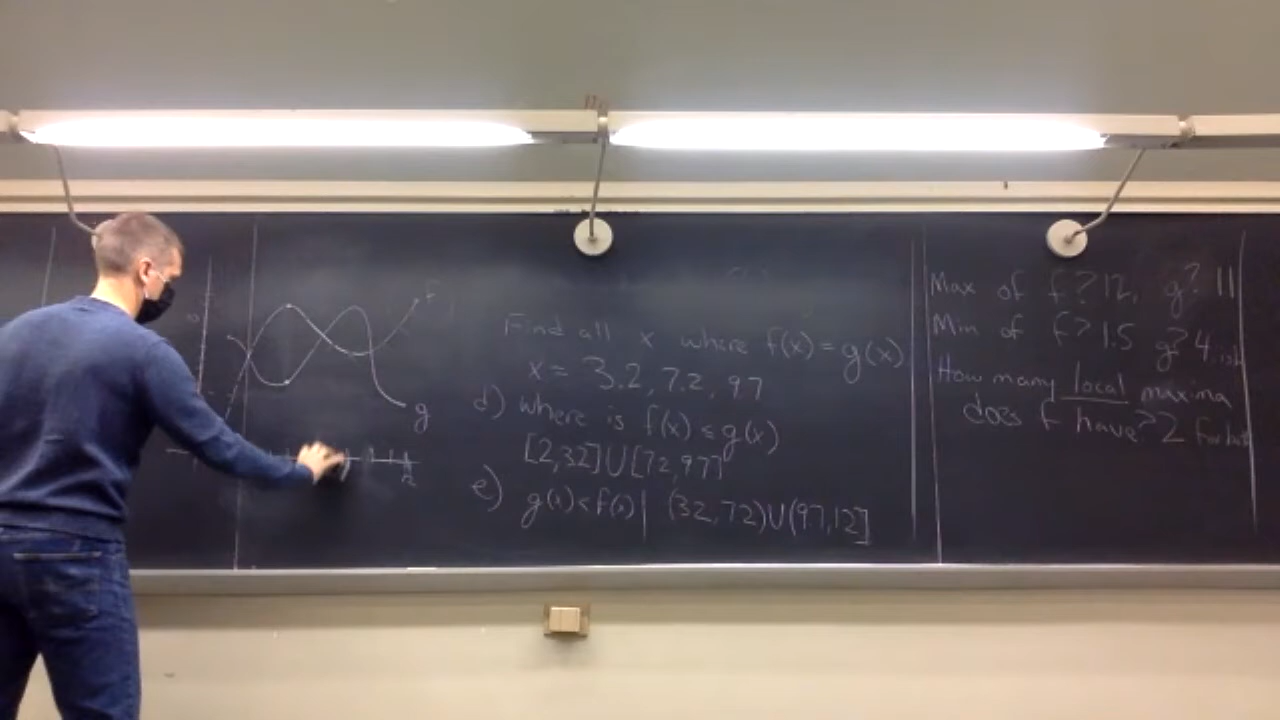 f
g
12
Find all x where f(x) = g(x)
x = 3.2, 7.2, 9.7
d) where is f(x) ≤ g(x)
[2,3.2]∪[7.2,9.7]
e) g(x) < f(x) | (3.2, 7.2)∪(9.7,12]
Max of f? 12, g? 11
Min of f? 1.5 g? 4
How many local maxima
does f have? 2